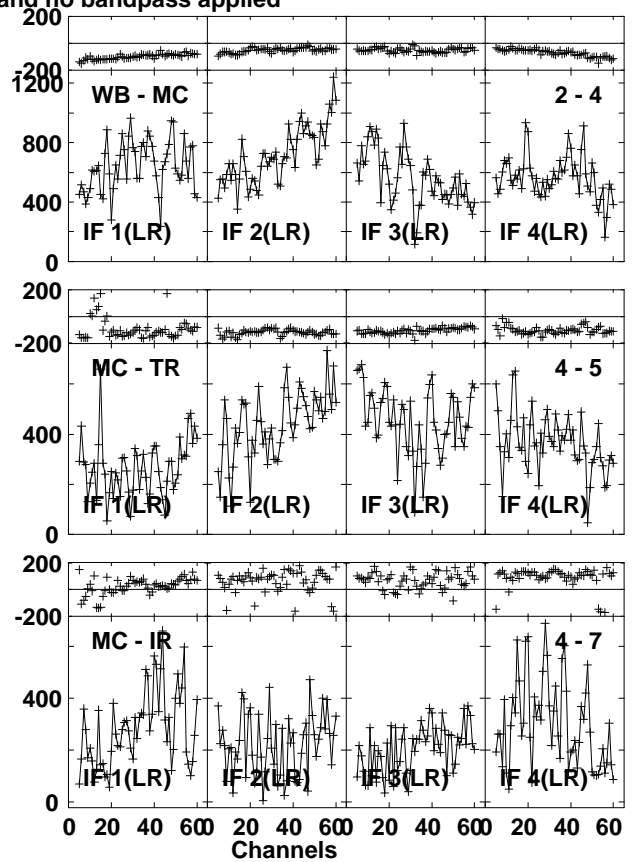 and no bandpass applied
200
-200
1200
WB - MC 2 - 4
800
400
IF 1(LR) IF 2(LR) IF 3(LR) IF 4(LR)
0
200
-200
MC - TR 4 - 5
400
IF 1(LR) IF 2(LR) IF 3(LR) IF 4(LR)
0
200
-200
MC - IR 4 - 7
400
IF 1(LR) IF 2(LR) IF 3(LR) IF 4(LR)
0
0 20 40 60 0 20 40 60 0 20 40 60 0 20 40 60
Channels